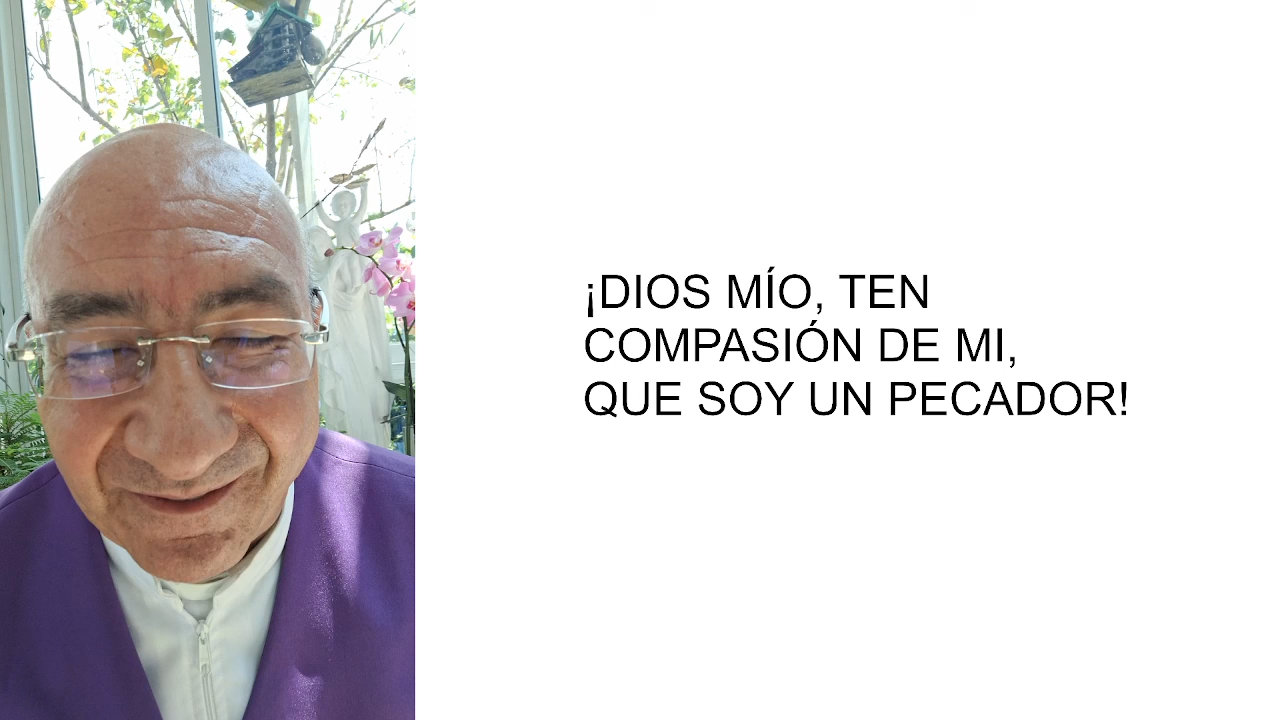 ¡DIOS MÍO, TEN
COMPASIÓN DE MI,
QUE SOY UN PECADOR!